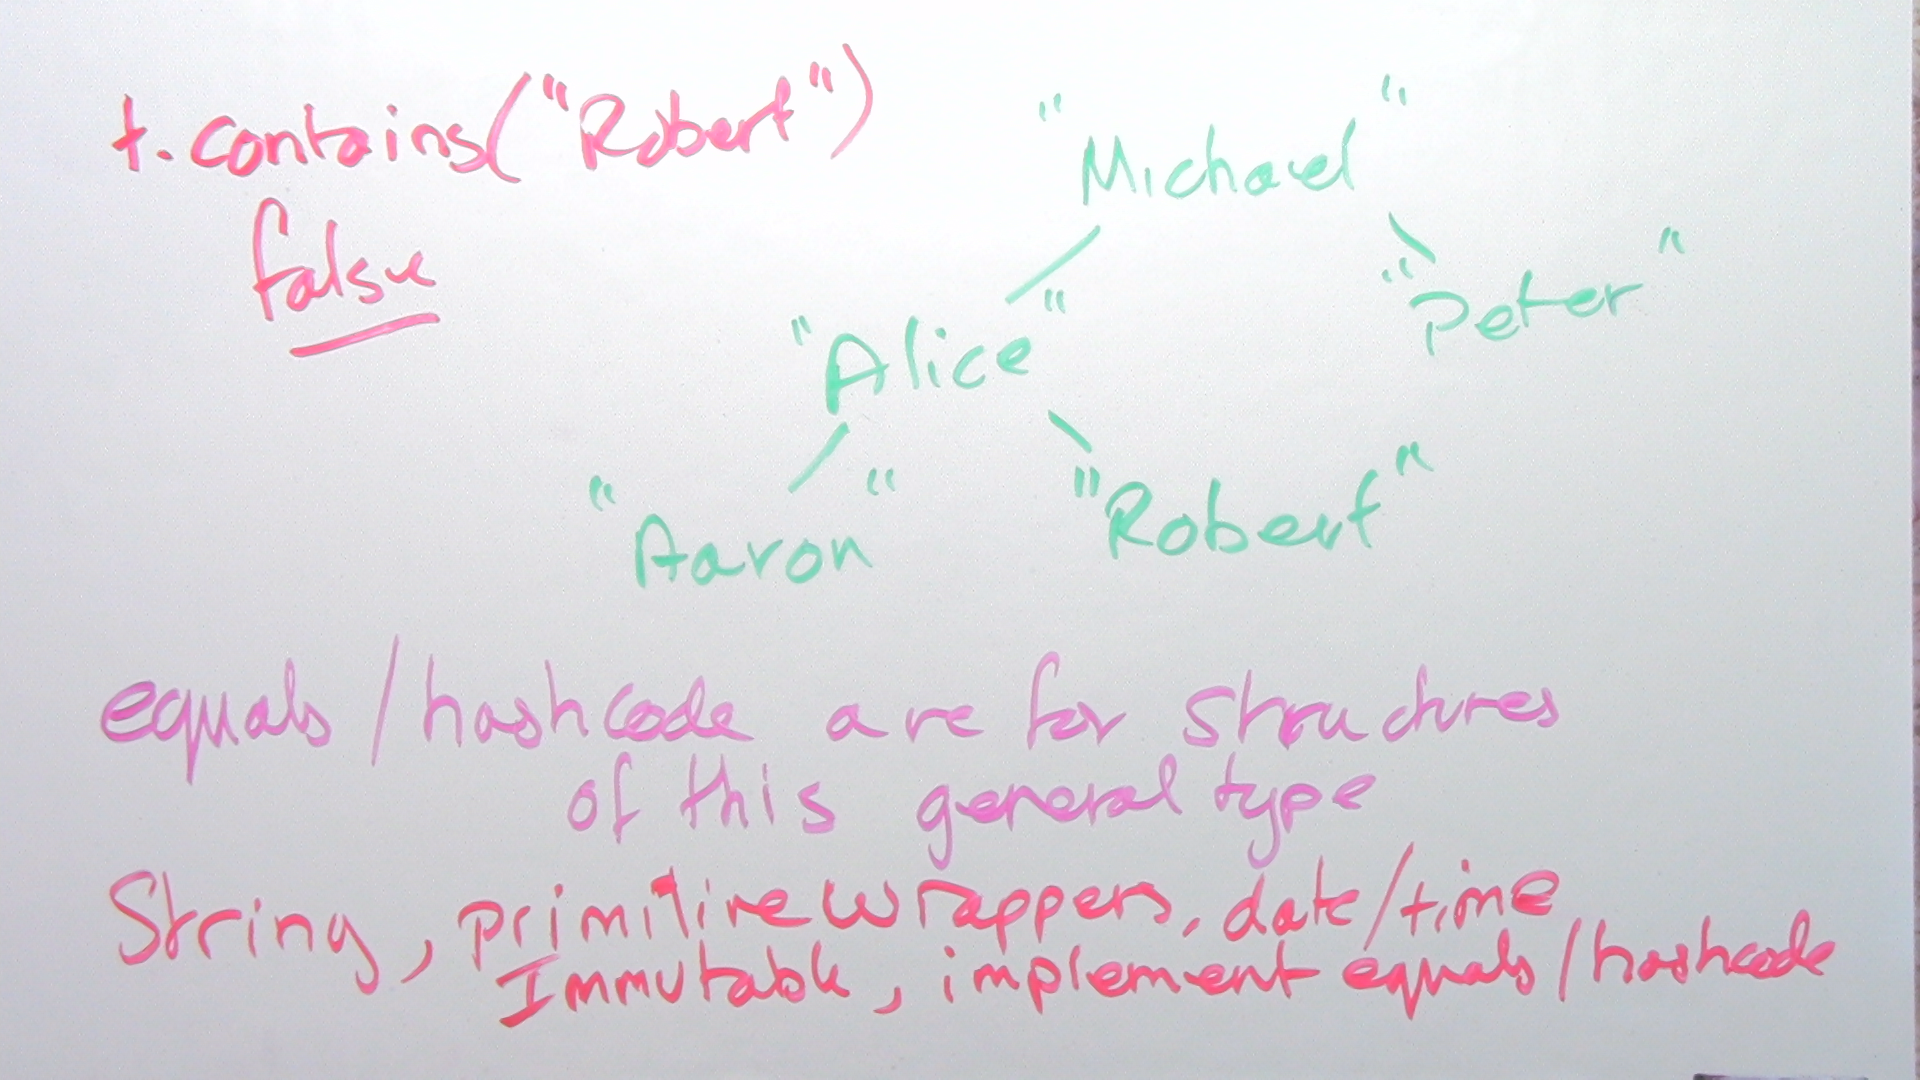 t.contains("Robert")
false
"Michael"
"Alice"
"Peter"
"Aaron"
"Robert"
equals/hashcode are for structures
of this general type
String, primitive wrappers, date/time
Immutable, implement equals/hashcode